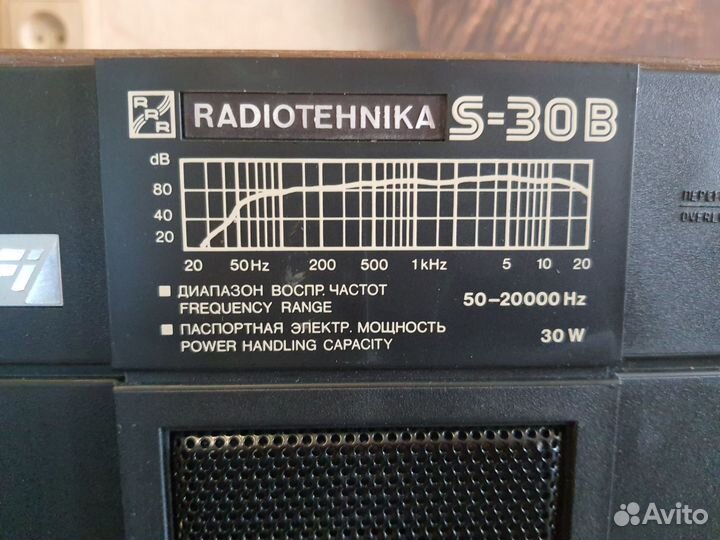 RRR RADIOTEHNIKA S-30B
dB
80
40
20
20 50Hz 200 500 1kHz 5 10 20
■ ДИАПАЗОН ВОСПР. ЧАСТОТ
FREQUENCY RANGE 50-20000 Hz
■ ПАСПОРТНАЯ ЭЛЕКТР. МОЩНОСТЬ
POWER HANDLING CAPACITY 30 W
Avito